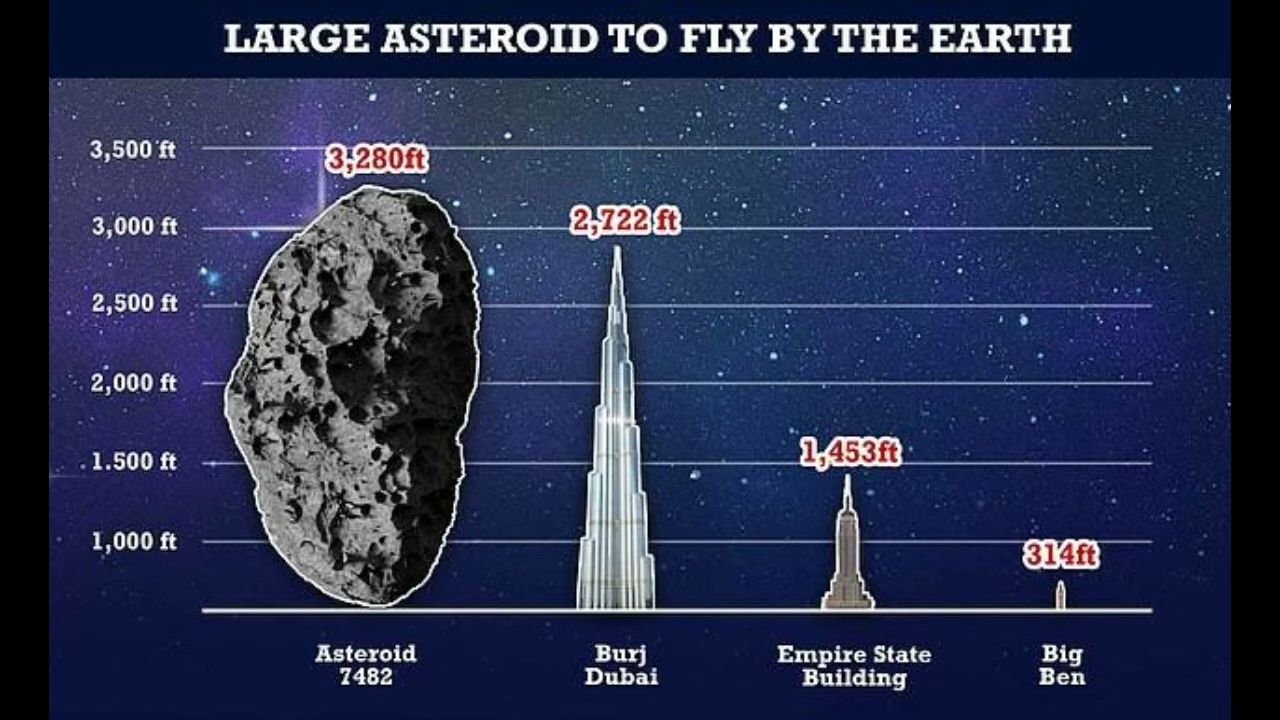 LARGE ASTEROID TO FLY BY THE EARTH
3,500 ft
3,280ft
3,000 ft
2,722 ft
2,500 ft
2,000 ft
1.500 ft
1,453ft
1,000 ft
314ft
Asteroid
7482
Burj
Dubai
Empire State
Building
Big
Ben